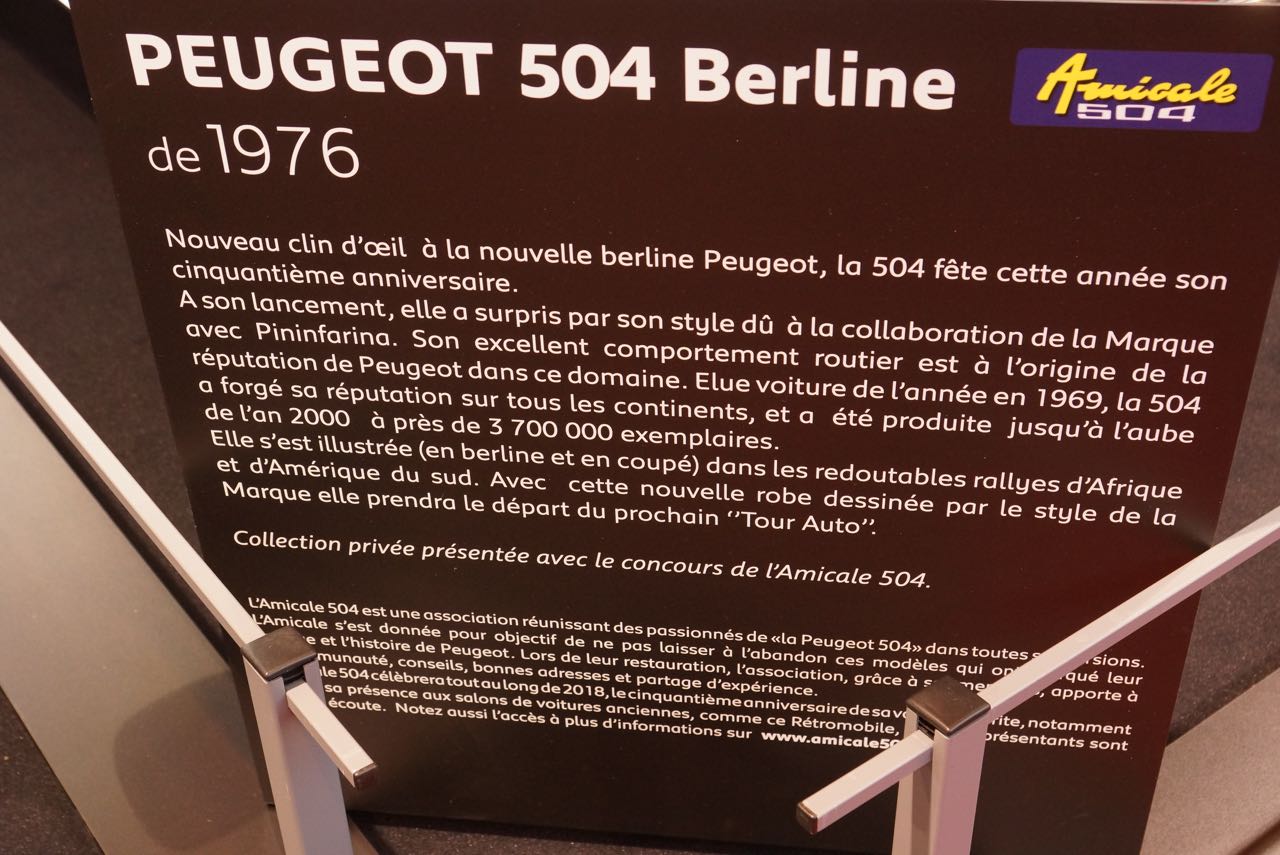 PEUGEOT 504 Berline
Amicale
504
de 1976
Nouveau clin d'œil à la nouvelle berline Peugeot, la 504 fête cette année son
cinquantième anniversaire.
A son lancement, elle a surpris par son style dû à la collaboration de la Marque
avec Pininfarina. Son excellent comportement routier est à l'origine de la
réputation de Peugeot dans ce domaine. Elue voiture de l'année en 1969, la 504
a forgé sa réputation sur tous les continents, et a été produite jusqu'à l'aube
de l'an 2000 à près de 3 700 000 exemplaires.
Elle s'est illustrée (en berline et en coupé) dans les redoutables rallyes d'Afrique
et d'Amérique du sud. Avec cette nouvelle robe dessinée par le style de la
Marque elle prendra le départ du prochain ''Tour Auto''.
Collection privée présentée avec le concours de l'Amicale 504.
L'Amicale 504 est une association réunissant des passionnés de «la Peugeot 504» dans toutes
L'Amicale s'est donnée pour objectif de ne pas laisser à l'abandon ces modèles qui leur
et l'histoire de Peugeot. Lors de leur restauration, l'association, grâce à apporte à
conseils, bonnes adresses et partage d'expérience.
504 célèbrera tout au long de 2018, le cinquantième anniversaire de sa notamment
sa présence aux salons de voitures anciennes, comme ce Rétromobile, sont
écoute. Notez aussi l'accès à plus d'informations sur